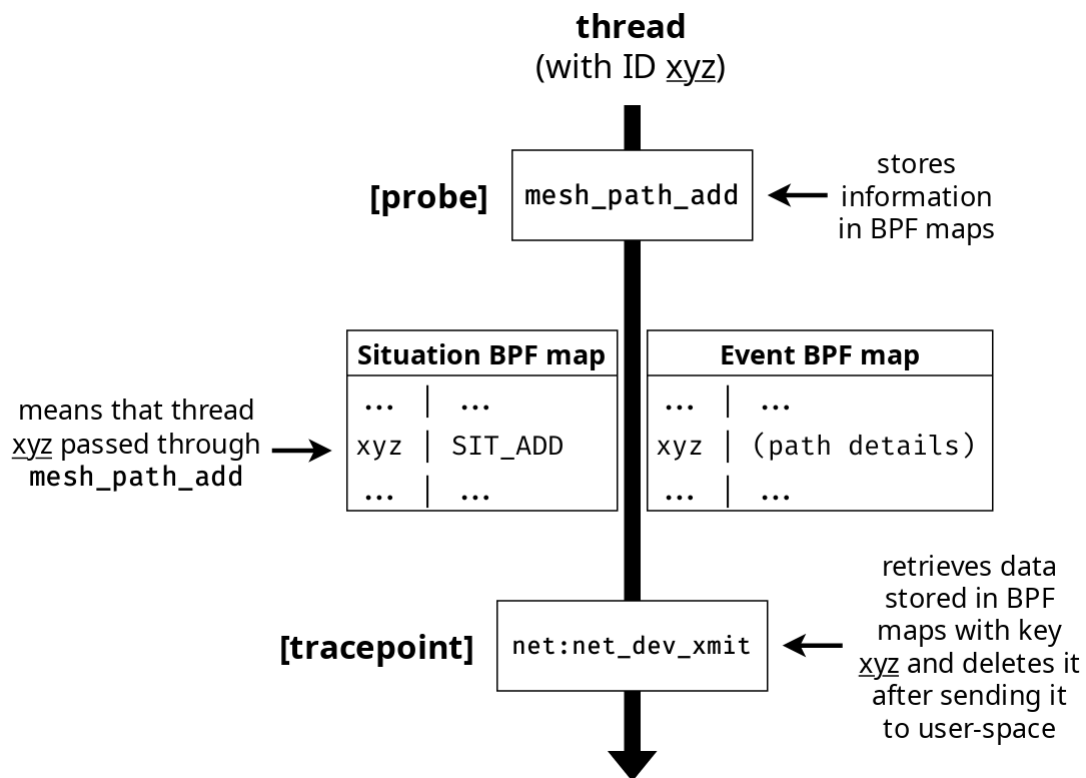 thread
(with ID xyz)
[probe]
mesh_path_add
stores
information
in BPF maps
Situation BPF map
... | ...
xyz | SIT_ADD
... | ...
Event BPF map
... | ...
xyz | (path details)
... | ...
means that thread
xyz passed through
mesh_path_add
[tracepoint]
net:net_dev_xmit
retrieves data
stored in BPF
maps with key
xyz and deletes it
after sending it
to user-space